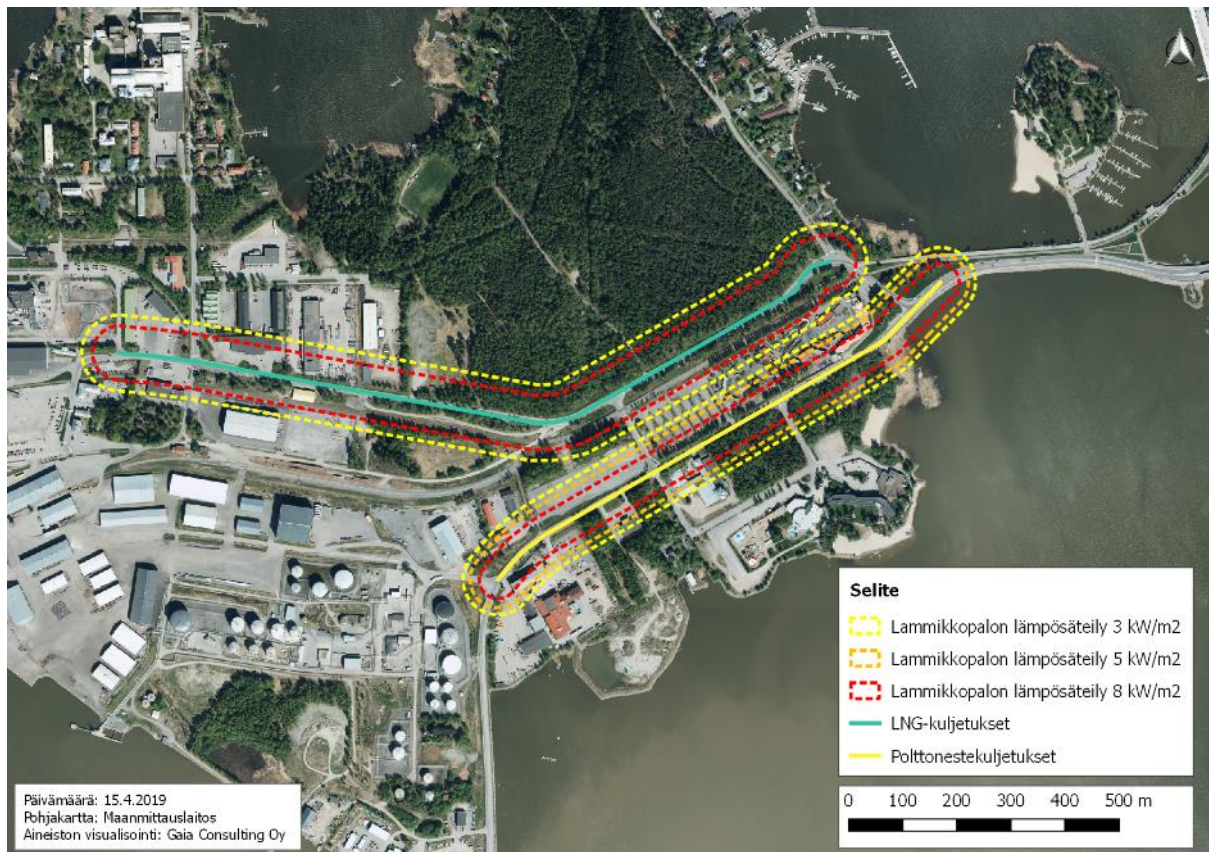 Selite
Lammikkopalon lämpösäteily 3 kW/m2
Lammikkopalon lämpösäteily 5 kW/m2
Lammikkopalon lämpösäteily 8 kW/m2
LNG-kuljetukset
Polttonestekuljetukset
0 100 200 300 400 500 m
Päivämäärä: 15.4.2019
Pohjakartta: Maanmittauslaitos
Aineiston visualisointi: Gaia Consulting Oy